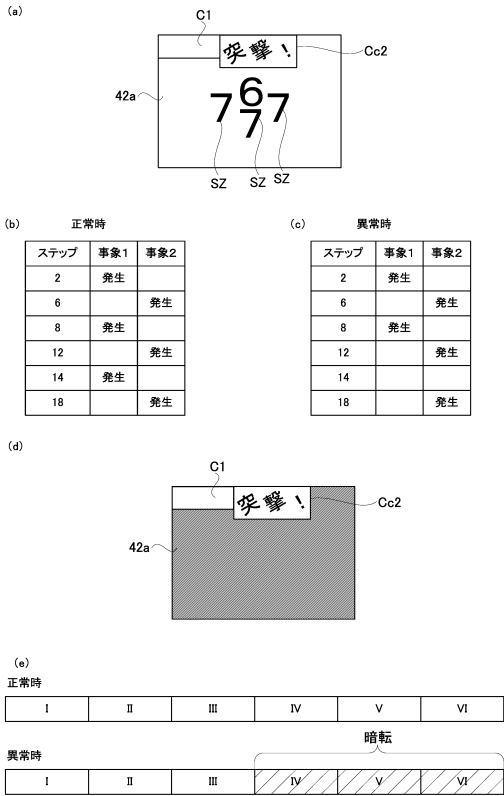 (a)
C1
突撃！
Cc2
42a
6
7 7
7
SZ SZ SZ
(b) 正常時
ステップ 事象1 事象2
2 発生
6 発生
8 発生
12 発生
14 発生
18 発生
(c) 異常時
ステップ 事象1 事象2
2 発生
6 発生
8 発生
12 発生
14
18 発生
(d)
C1
突撃！
Cc2
42a
(e)
正常時
Ⅰ Ⅱ Ⅲ Ⅳ Ⅴ Ⅵ
暗転
異常時
Ⅰ Ⅱ Ⅲ Ⅳ Ⅴ Ⅵ